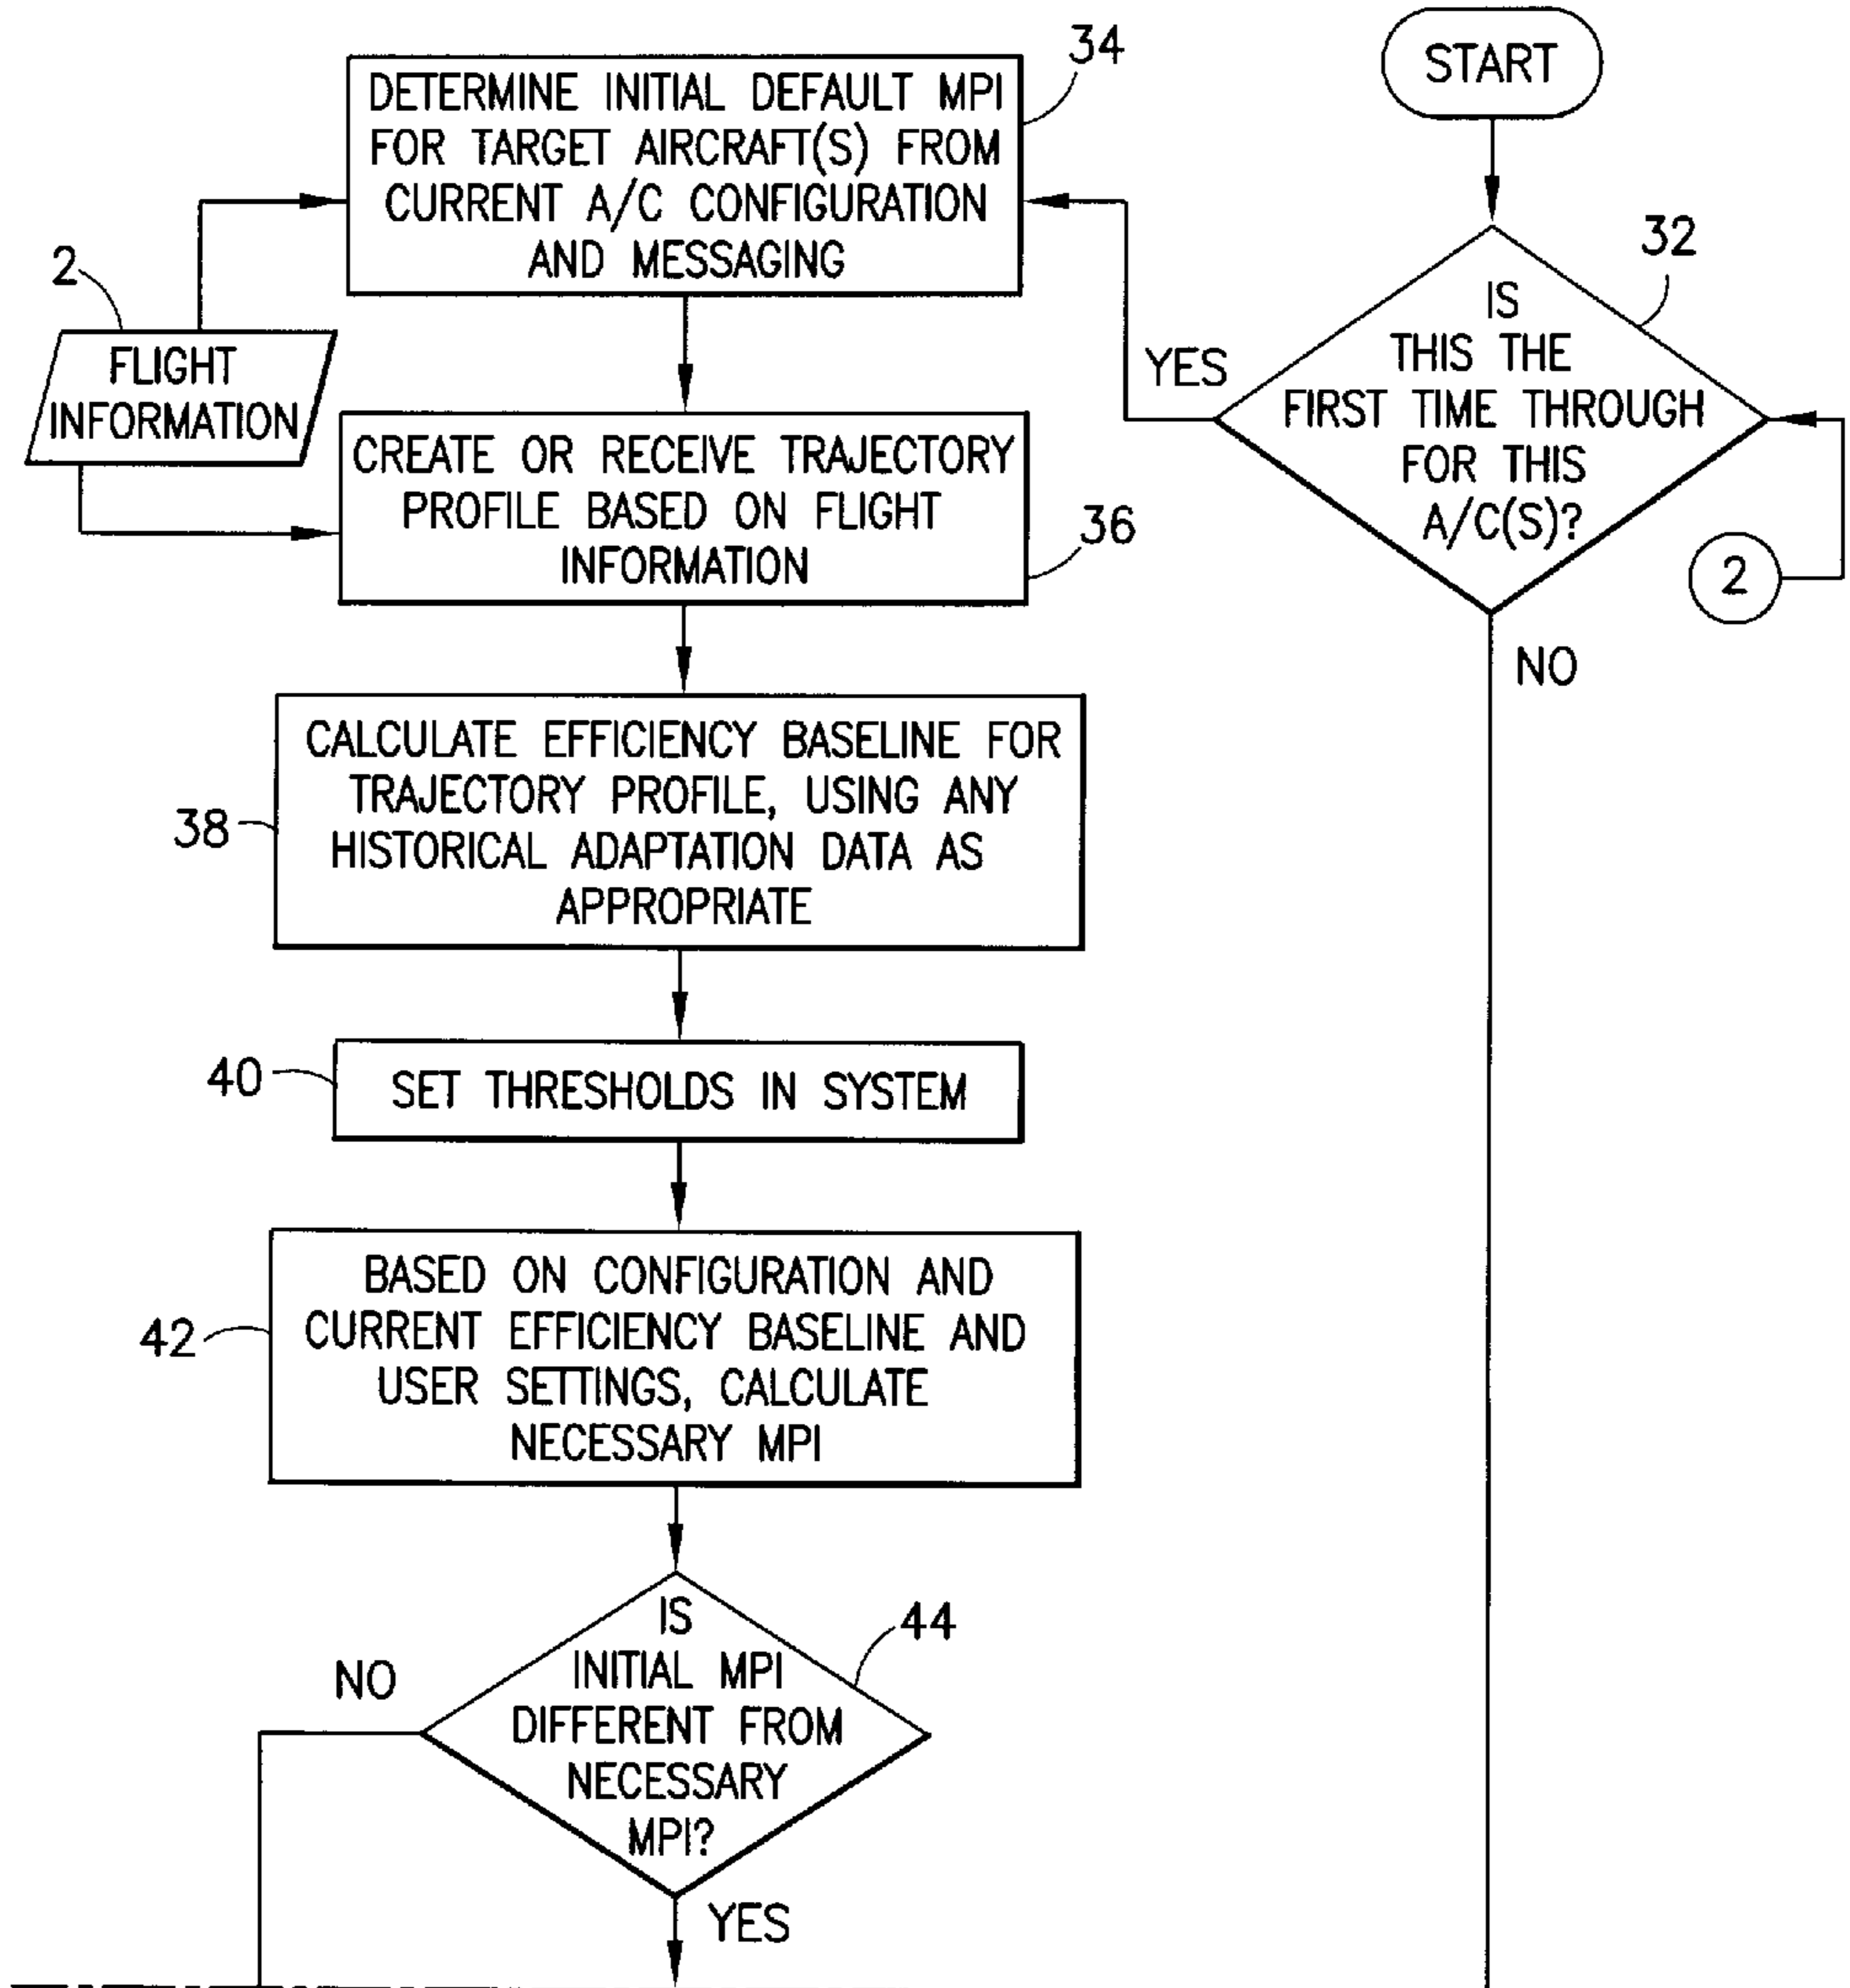 START
32
IS
THIS THE
FIRST TIME THROUGH
FOR THIS
A/C(S)?
YES
NO
2
34
DETERMINE INITIAL DEFAULT MPI
FOR TARGET AIRCRAFT(S) FROM
CURRENT A/C CONFIGURATION
AND MESSAGING
2
FLIGHT
INFORMATION
CREATE OR RECEIVE TRAJECTORY
PROFILE BASED ON FLIGHT
INFORMATION
36
CALCULATE EFFICIENCY BASELINE FOR
TRAJECTORY PROFILE, USING ANY
HISTORICAL ADAPTATION DATA AS
APPROPRIATE
38
40
SET THRESHOLDS IN SYSTEM
BASED ON CONFIGURATION AND
CURRENT EFFICIENCY BASELINE AND
USER SETTINGS, CALCULATE
NECESSARY MPI
42
44
IS
INITIAL MPI
DIFFERENT FROM
NECESSARY
MPI?
NO
YES